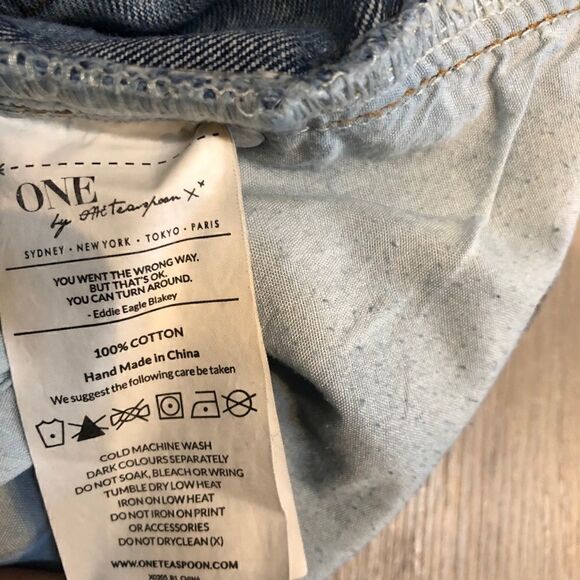 ONE
by One teaspoon x*
SYDNEY • NEW YORK • TOKYO • PARIS
YOU WENT THE WRONG WAY.
BUT THAT'S OK.
YOU CAN TURN AROUND.
- Eddie Eagle Blakey
100% COTTON
Hand Made in China
We suggest the following care be taken
COLD MACHINE WASH
DARK COLOURS SEPARATELY
DO NOT SOAK, BLEACH OR WRING
TUMBLE DRY LOW HEAT
IRON ON LOW HEAT
DO NOT IRON ON PRINT
OR ACCESSORIES
DO NOT DRYCLEAN (X)
WWW.ONETEASPOON.COM
CHINA